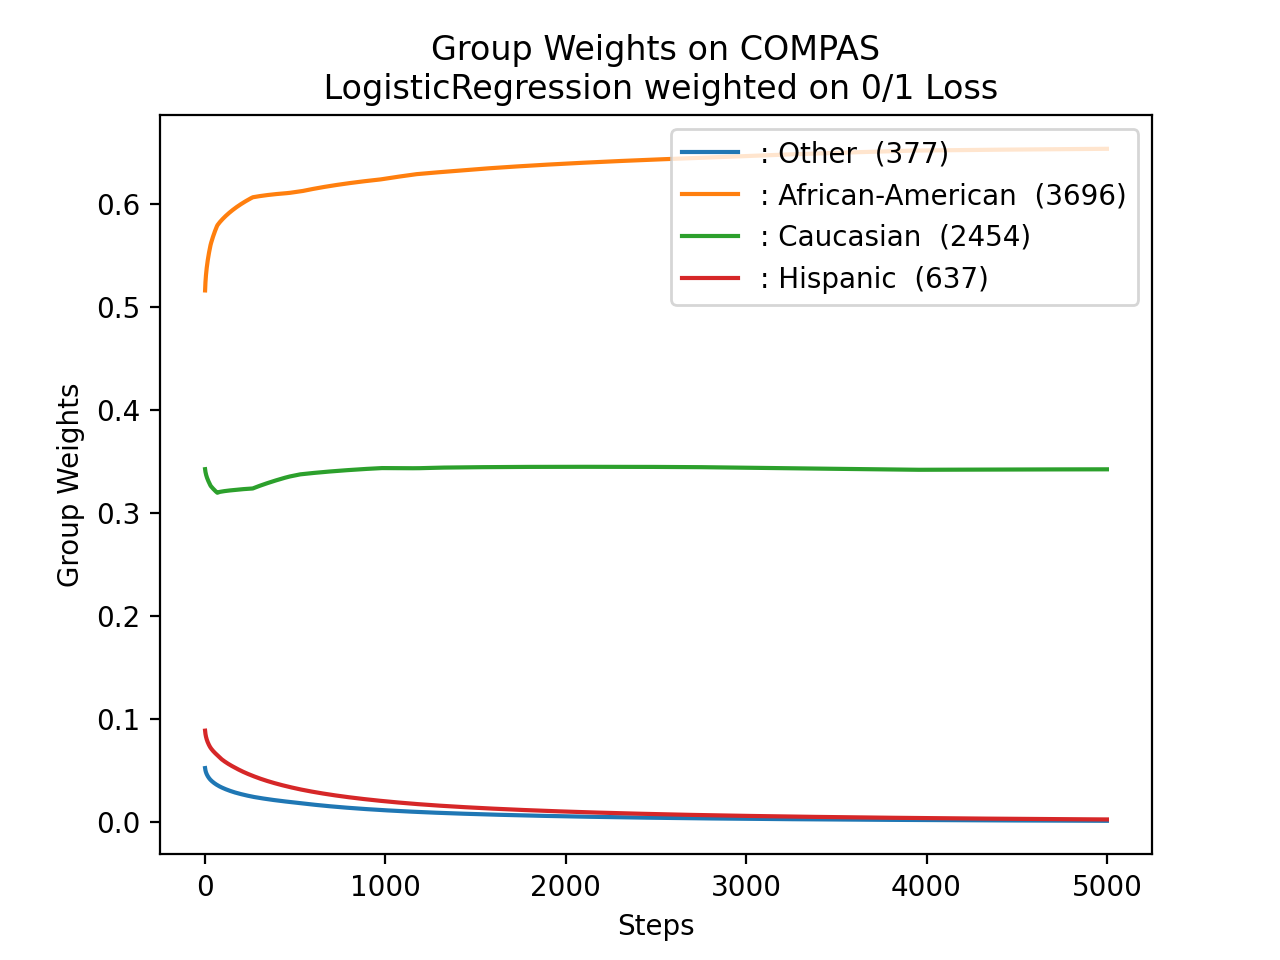 Group Weights on COMPAS
LogisticRegression weighted on 0/1 Loss
: Other (377)
: African-American (3696)
: Caucasian (2454)
: Hispanic (637)
Group Weights
0.6
0.5
0.4
0.3
0.2
0.1
0.0
0 1000 2000 3000 4000 5000
Steps